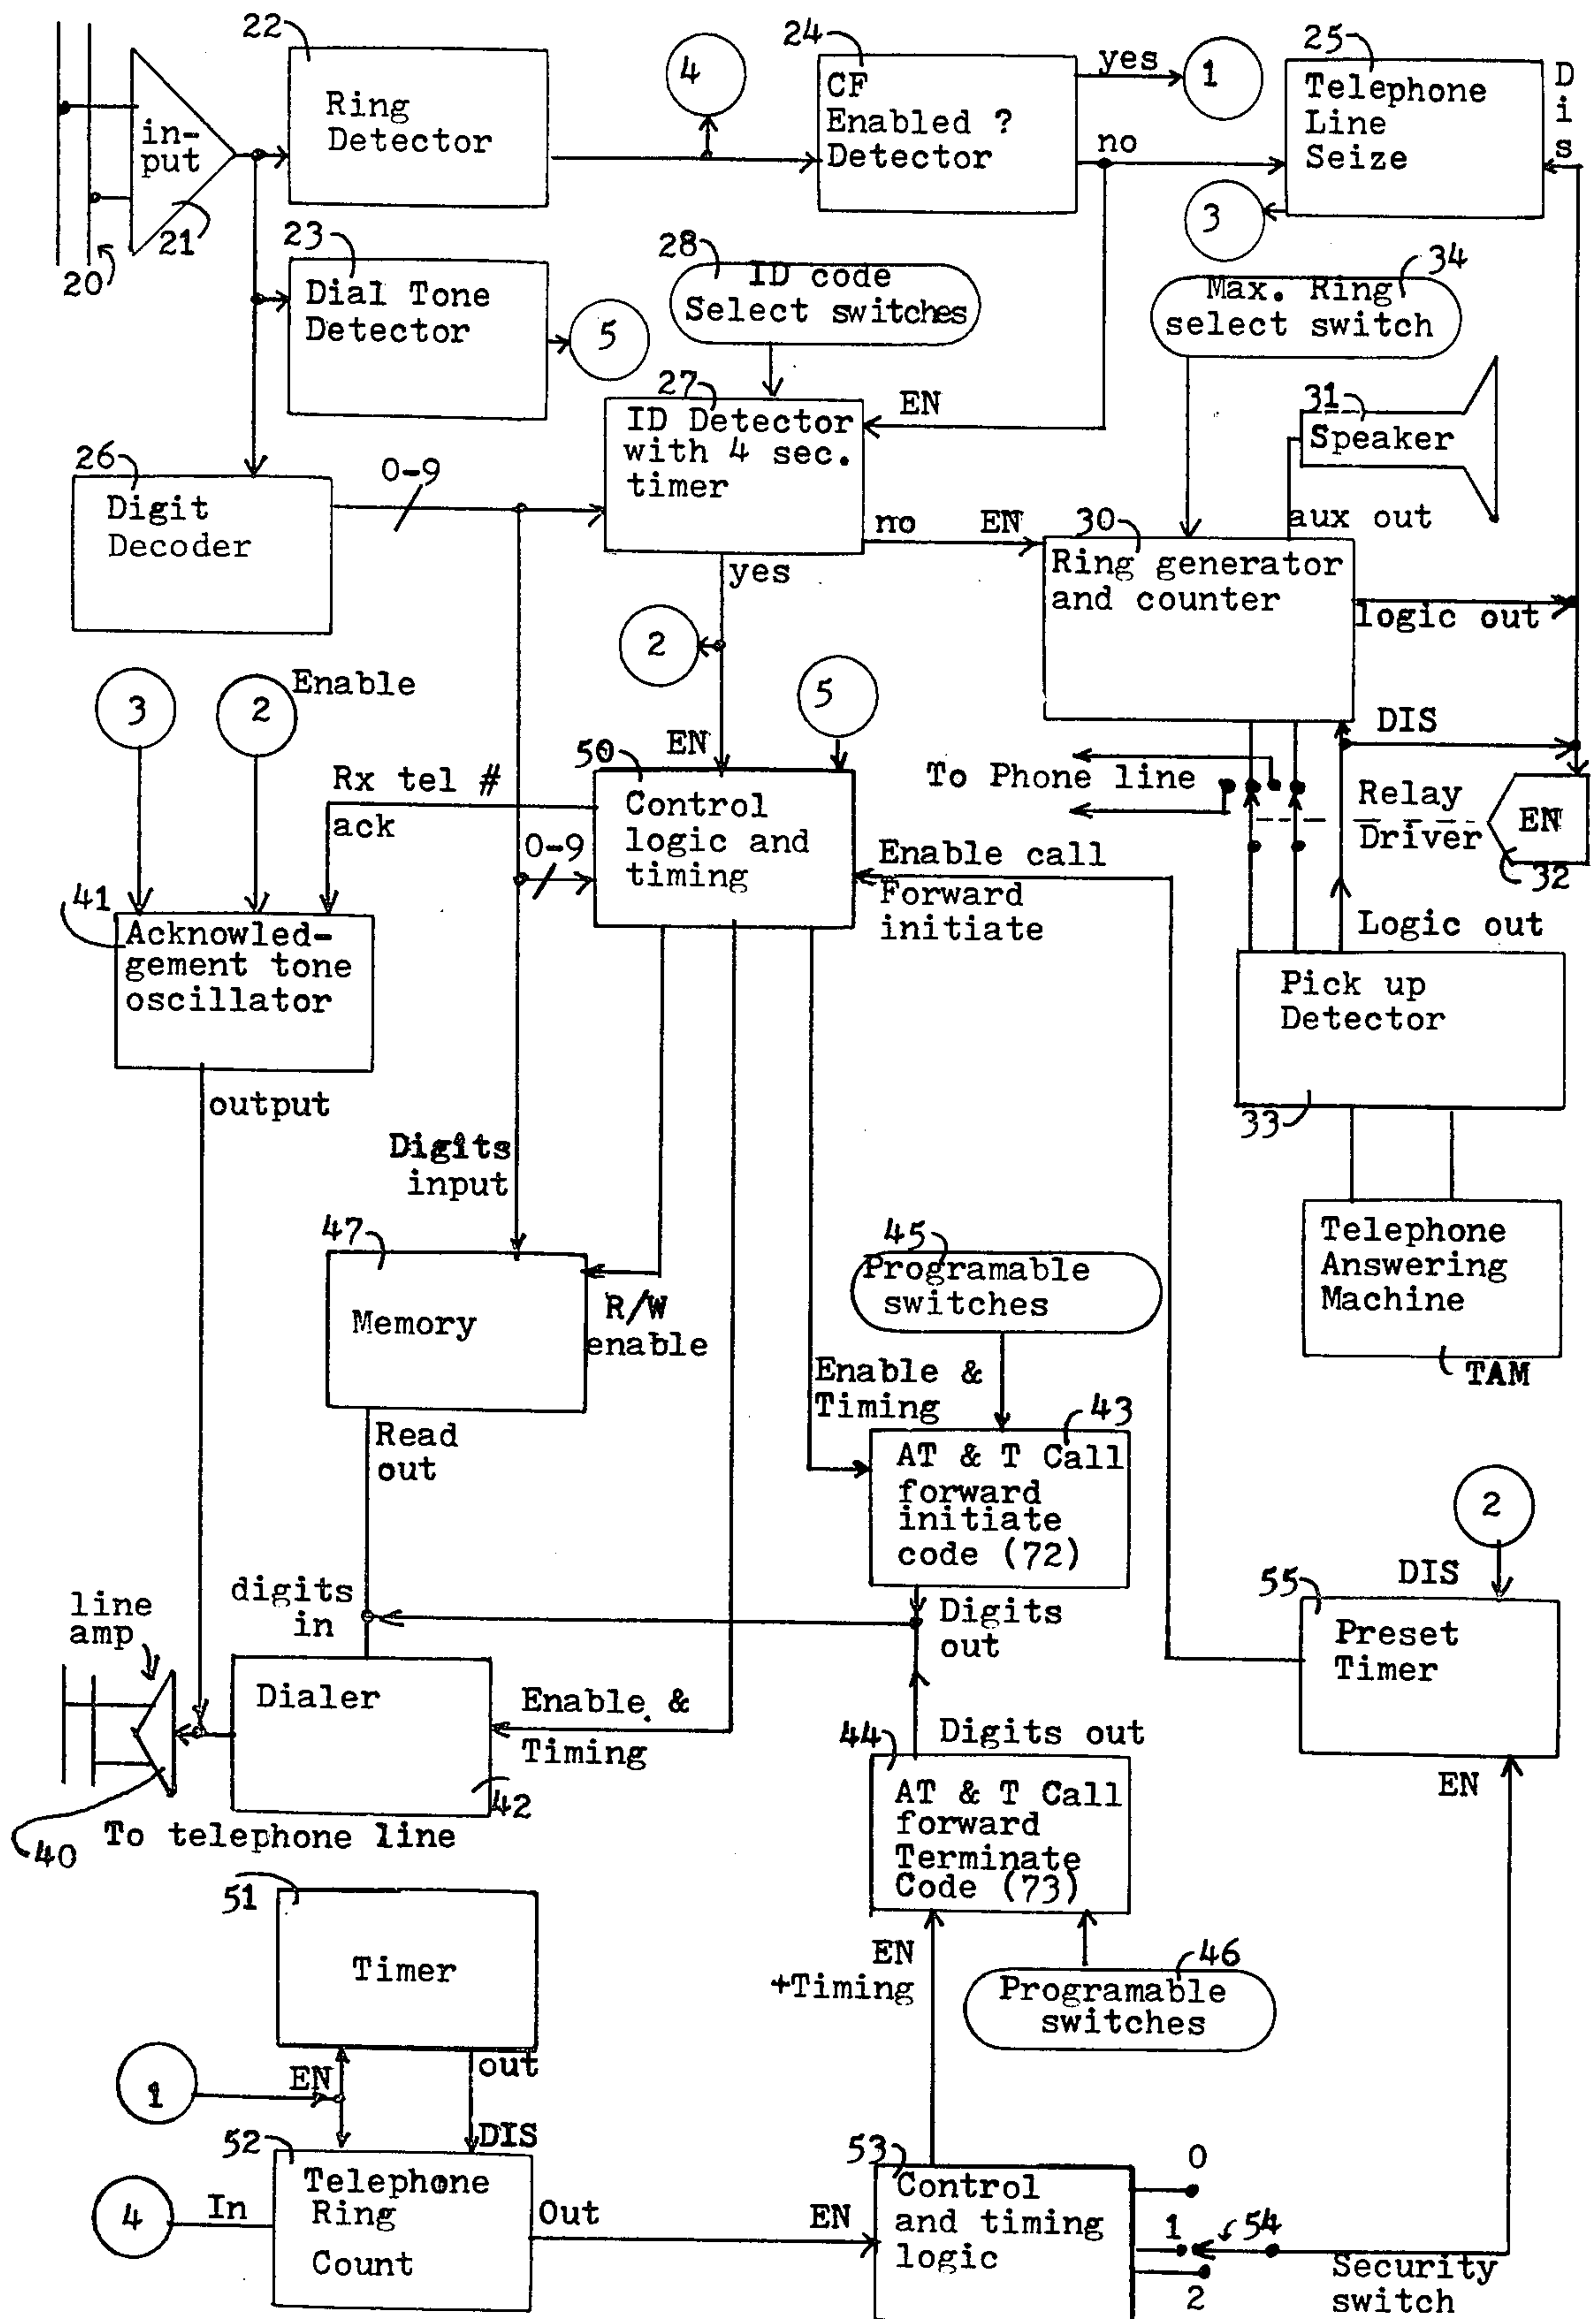 22
24
25
4
yes
1
Ring
Detector
CF
Enabled ?
Detector
Telephone
Line
Seize
D
i
s
in-
put
no
21
20
23
3
28
ID code
Select switches
34
Max. Ring
select switch
Dial Tone
Detector
5
27
ID Detector
with 4 sec.
timer
EN
31
Speaker
26
0-9
Digit
Decoder
no
EN
30
aux out
Ring generator
and counter
yes
logic out
2
5
3
2
Enable
DIS
50
EN
To Phone line
Rx tel #
ack
Control
logic and
timing
Relay
Driver
EN
32
0-9
Enable call
Forward
initiate
41
Acknowled-
gement tone
oscillator
Logic out
Pick up
Detector
output
33
Digits
input
47
45
Programable
switches
Telephone
Answering
Machine
TAM
Memory
R/W
enable
Enable &
Timing
43
Read
out
AT & T Call
forward
initiate
code (72)
2
DIS
55
line
amp
digits
in
Digits
out
Preset
Timer
Dialer
Enable &
Timing
Digits out
44
42
EN
AT & T Call
forward
Terminate
Code (73)
40
To telephone line
51
Timer
EN
+Timing
46
Programable
switches
out
EN
1
DIS
52
53
0
Telephone
Ring
Count
4
In
Out
EN
Control
and timing
logic
1
54
2
Security
switch